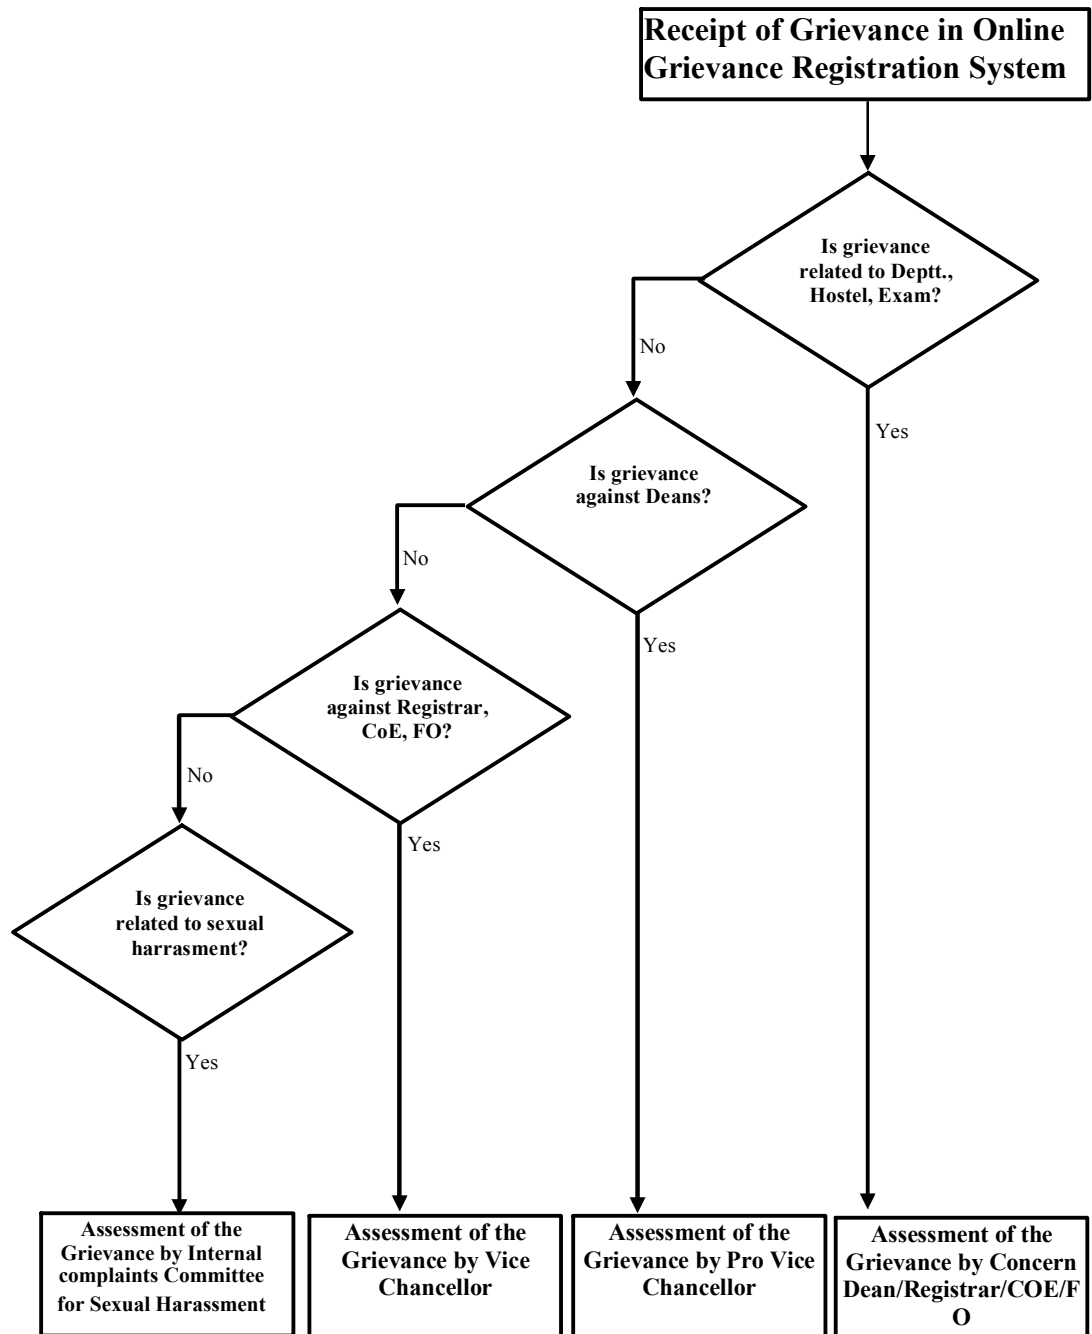 Receipt of Grievance in Online
Grievance Registration System
Is grievance
related to Deptt.,
Hostel, Exam?
No
Yes
Is grievance
against Deans?
No
Yes
Is grievance
against Registrar,
CoE, FO?
No
Yes
Is grievance
related to sexual
harrasment?
Yes
Assessment of the
Grievance by Internal
complaints Committee
for Sexual Harassment
Assessment of the
Grievance by Vice
Chancellor
Assessment of the
Grievance by Pro Vice
Chancellor
Assessment of the
Grievance by Concern
Dean/Registrar/COE/F
O